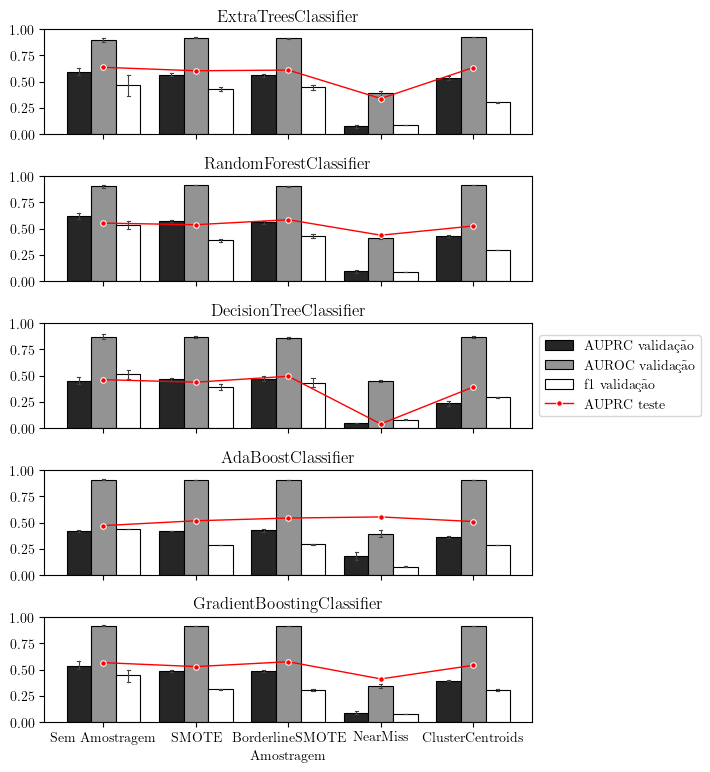 ExtraTreesClassifier
1.00
0.75
0.50
0.25
0.00
RandomForestClassifier
1.00
0.75
0.50
0.25
0.00
DecisionTreeClassifier
1.00
0.75
0.50
0.25
0.00
AUPRC validação
AUROC validação
f1 validação
AUPRC teste
AdaBoostClassifier
1.00
0.75
0.50
0.25
0.00
GradientBoostingClassifier
1.00
0.75
0.50
0.25
0.00
Sem Amostragem SMOTE BorderlineSMOTE NearMiss ClusterCentroids
Amostragem